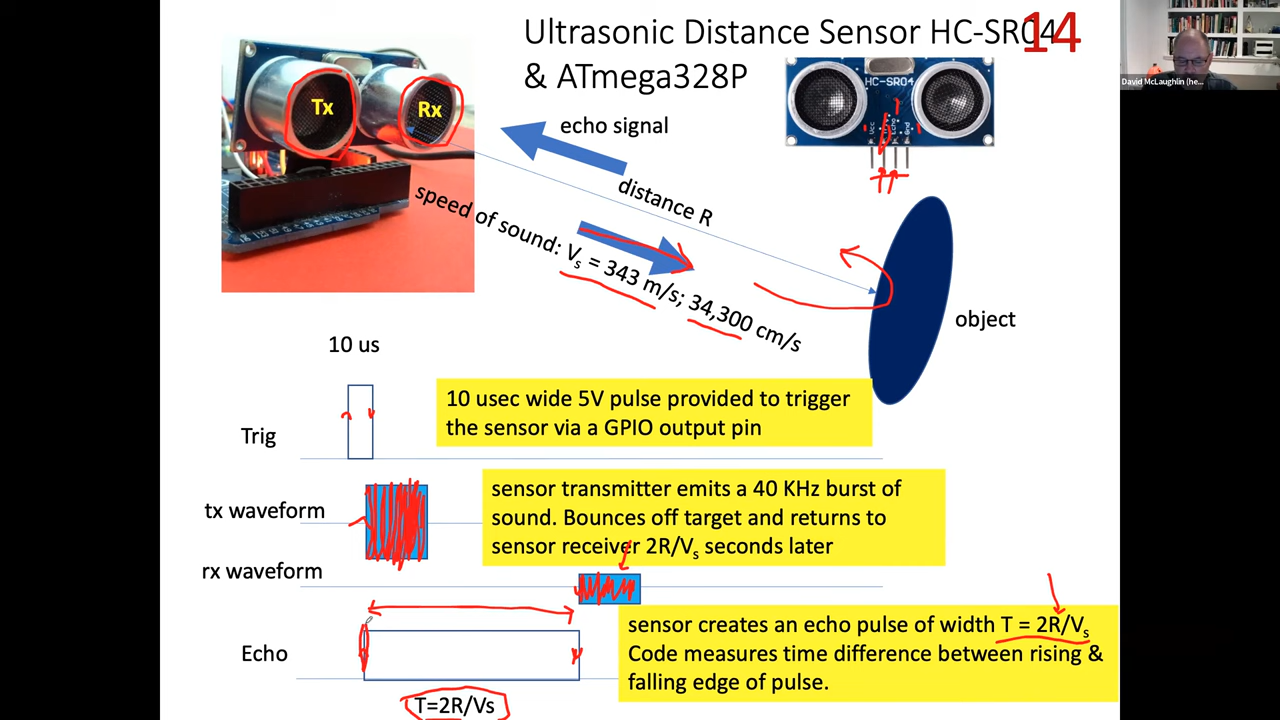 Ultrasonic Distance Sensor HC-SR04
14
& ATmega328P
David McLaughlin (he...
Tx
Rx
HC-SR04
Vcc
Echo
Gnd
echo signal
distance R
speed of sound: Vs = 343 m/s; 34,300 cm/s
object
10 us
10 usec wide 5V pulse provided to trigger
the sensor via a GPIO output pin
Trig
sensor transmitter emits a 40 KHz burst of
sound. Bounces off target and returns to
sensor receiver 2R/Vs seconds later
tx waveform
rx waveform
sensor creates an echo pulse of width T = 2R/Vs
Code measures time difference between rising &
falling edge of pulse.
Echo
T=2R/Vs